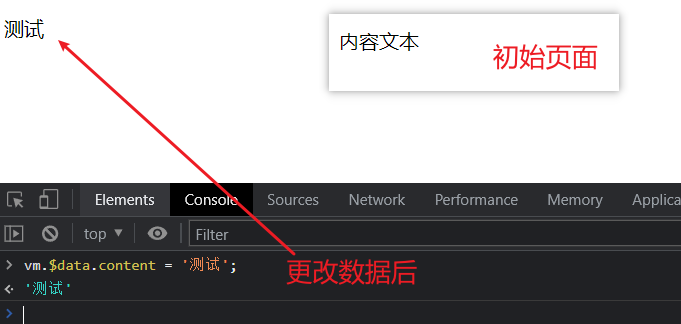 测试
内容文本
初始页面
Elements Console Sources Network Performance Memory Applica
top Filter
vm.$data.content = '测试';
'测试'
更改数据后